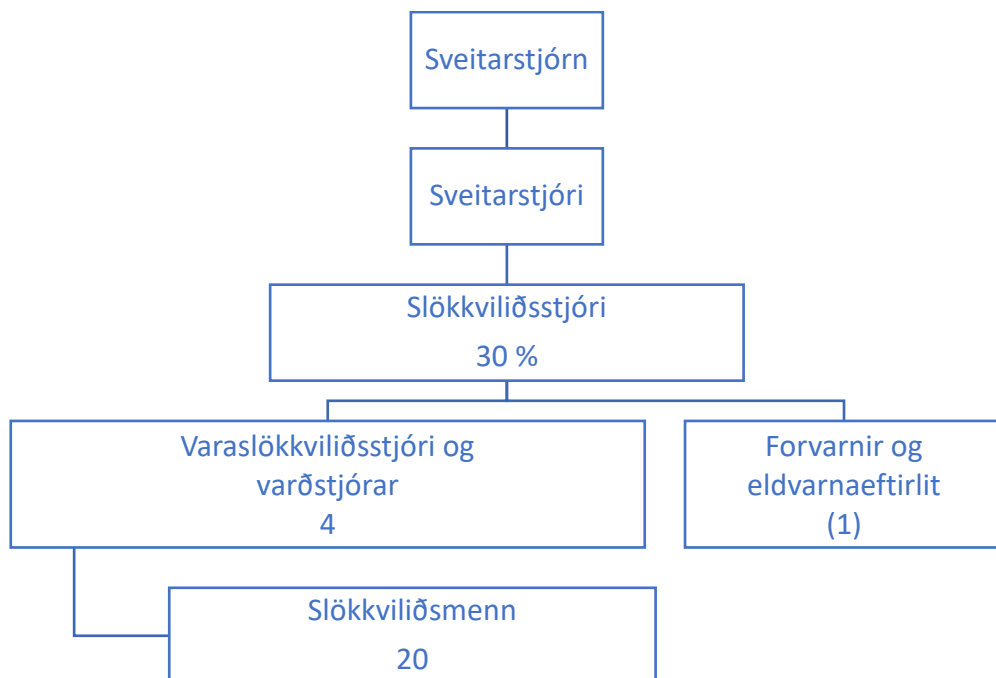 Sveitarstjórn
Sveitarstjóri
Slökkviliðsstjóri
30 %
Varaslökkviliðsstjóri og
varðstjórar
4
Forvarnir og
eldvarnaeftirlit
(1)
Slökkviliðsmenn
20